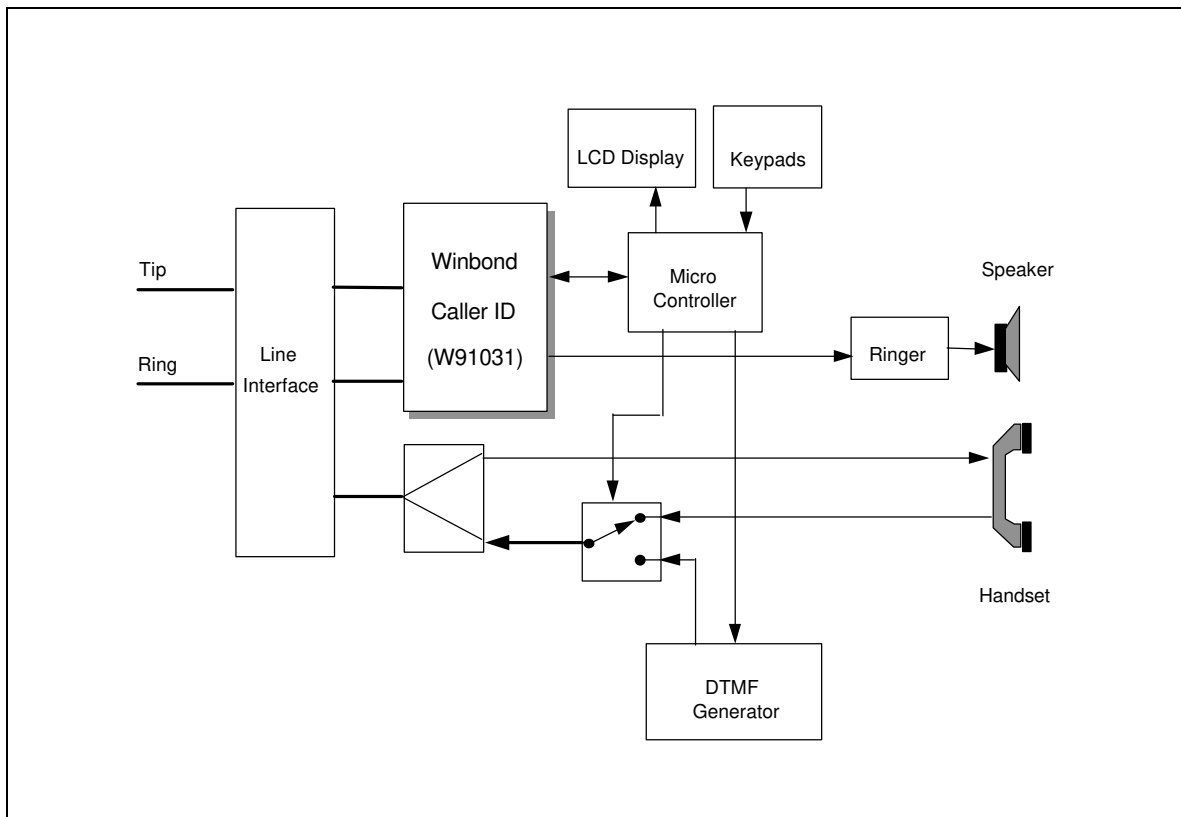 LCD Display
Keypads
Tip
Ring
Line
Interface
Winbond
Caller ID
(W91031)
Micro
Controller
Speaker
Ringer
Handset
DTMF
Generator